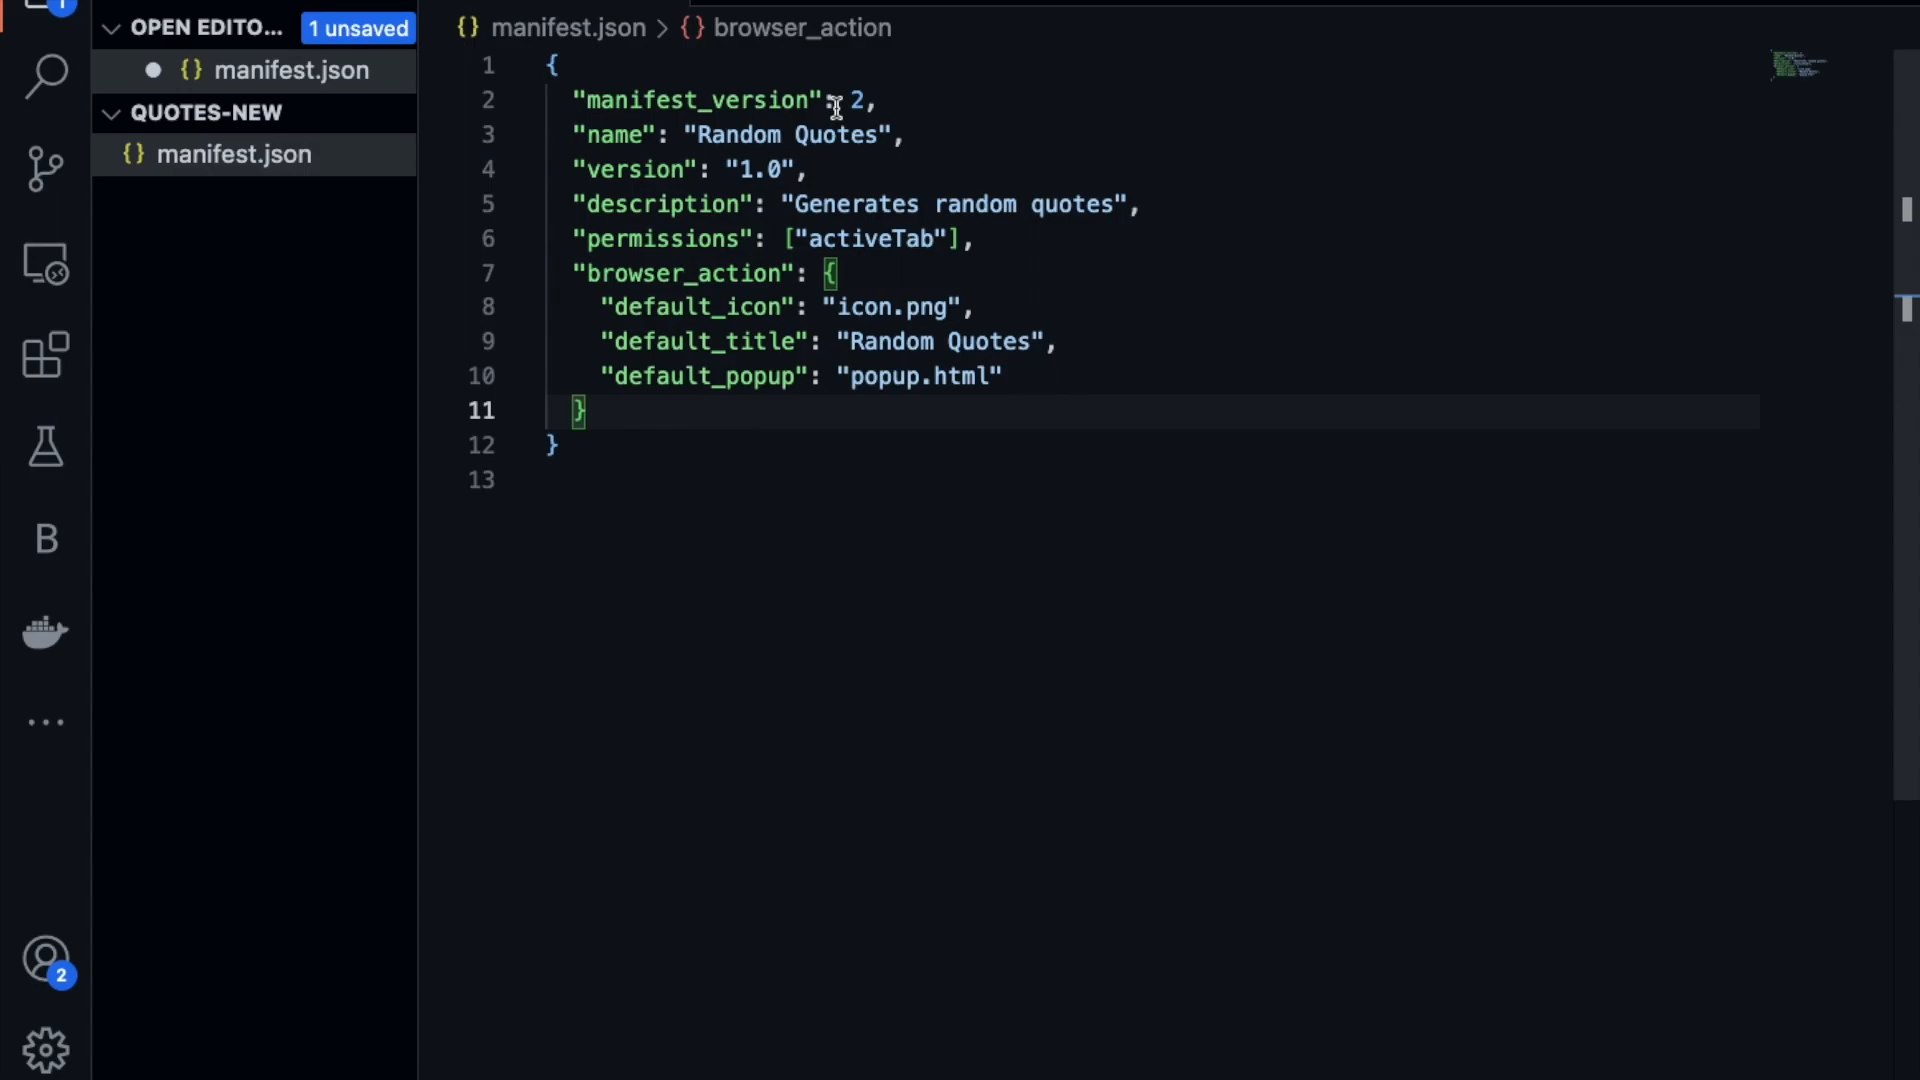 1
OPEN EDITO... 1 unsaved
{} manifest.json
QUOTES-NEW
{} manifest.json
B
2
{} manifest.json > {} browser_action
1 {
2 "manifest_version": 2,
3 "name": "Random Quotes",
4 "version": "1.0",
5 "description": "Generates random quotes",
6 "permissions": ["activeTab"],
7 "browser_action": {
8 "default_icon": "icon.png",
9 "default_title": "Random Quotes",
10 "default_popup": "popup.html"
11 }
12 }
13